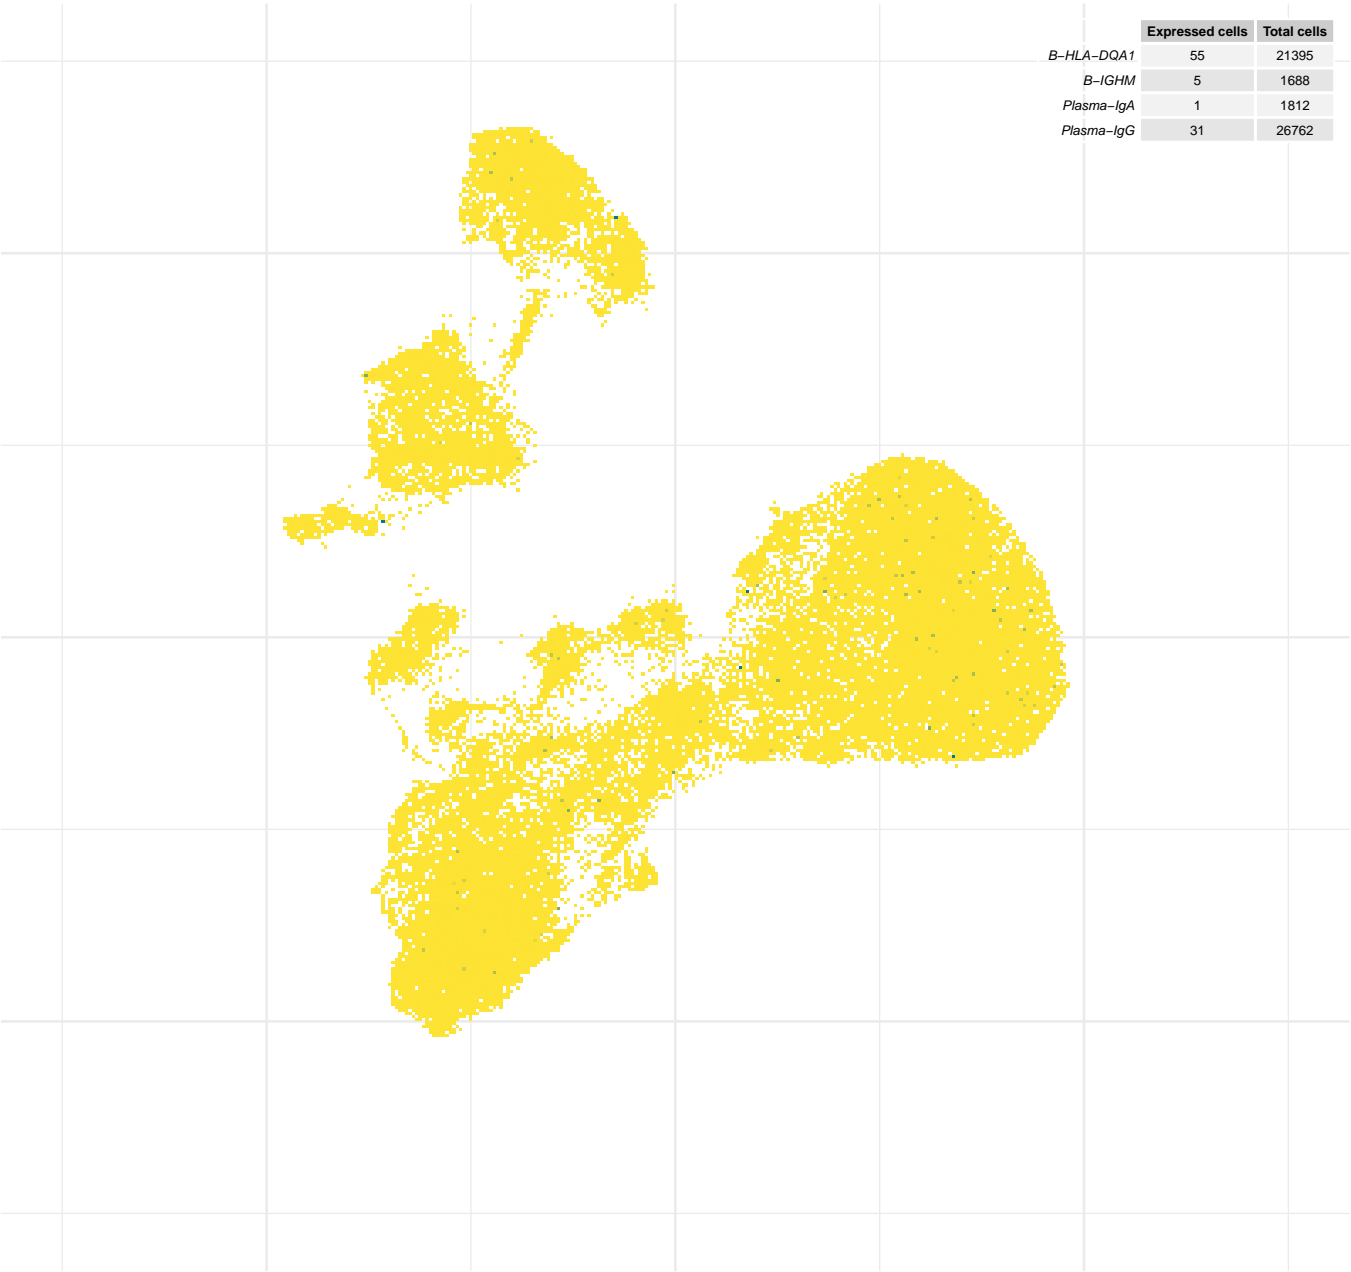 Expressed cells Total cells
B−HLA−DQA1 55 21395
B−IGHM 5 1688
Plasma−IgA 1 1812
Plasma−IgG 31 26762